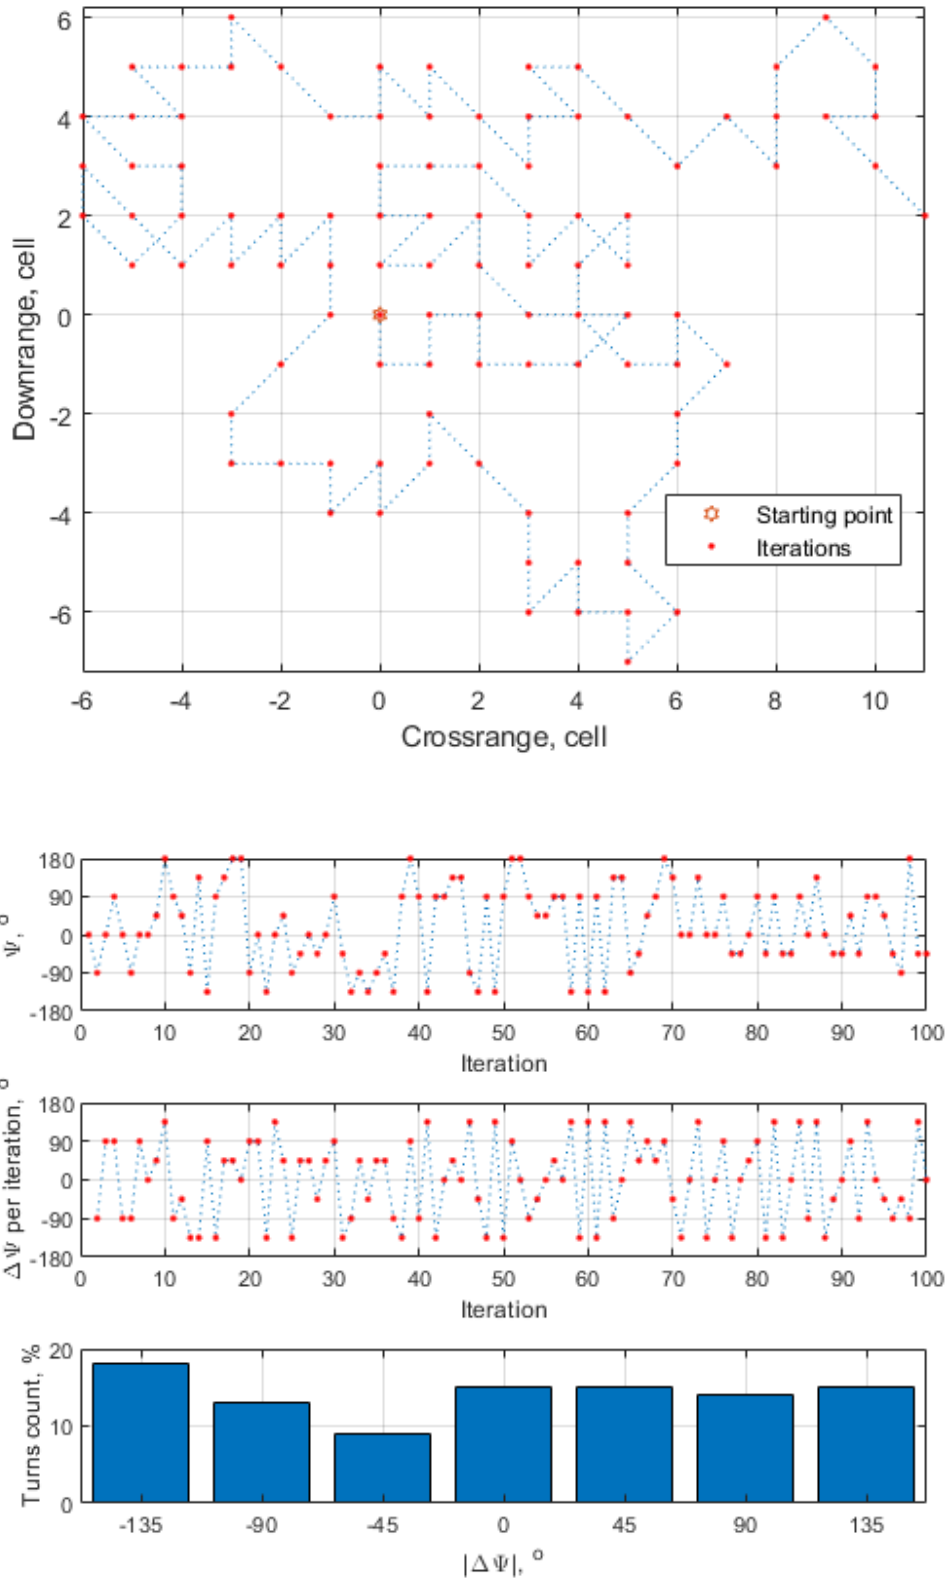 6
4
2
0
-2
-4
-6
Downrange, cell
Starting point
Iterations
-6 -4 -2 0 2 4 6 8 10
Crossrange, cell
180
90
0
-90
-180
Ψ, °
0 10 20 30 40 50 60 70 80 90 100
Iteration
180
90
0
-90
-180
ΔΨ per iteration, °
0 10 20 30 40 50 60 70 80 90 100
Iteration
20
10
0
Turns count, %
-135 -90 -45 0 45 90 135
|ΔΨ|, °